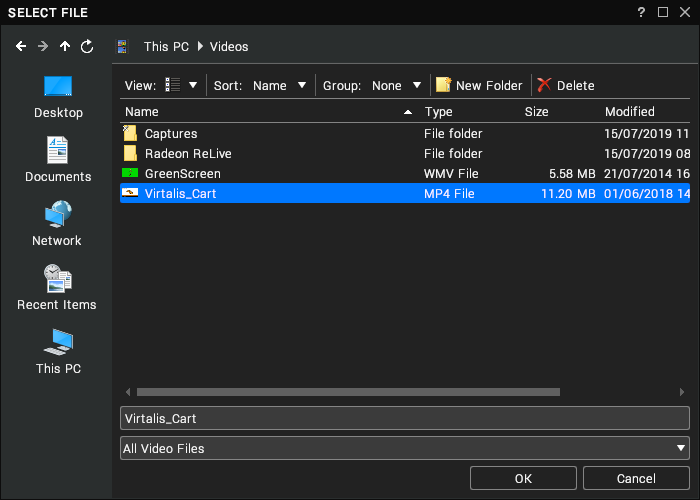 SELECT FILE ?
This PC Videos
View: Sort: Name Group: None New Folder Delete
Name Type Size Modified
Captures File folder 15/07/2019 11
Radeon ReLive File folder 15/07/2019 08
GreenScreen WMV File 5.58 MB 21/07/2014 16
Virtalis_Cart MP4 File 11.20 MB 01/06/2018 14
Desktop
Documents
Network
Recent Items
This PC
Virtalis_Cart
All Video Files
OK Cancel